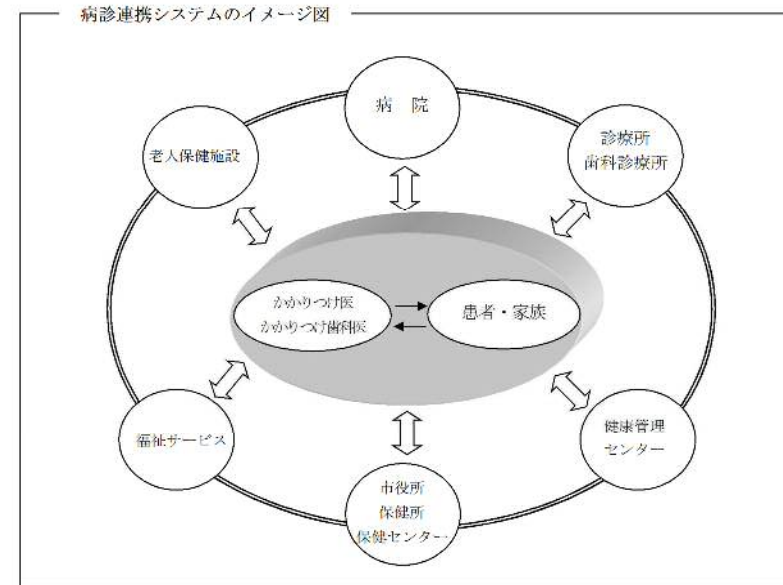 病診連携システムのイメージ図
病 院
老人保健施設
診療所
歯科診療所
かかりつけ医
かかりつけ歯科医
患者・家族
福祉サービス
健康管理
センター
市役所
保健所
保健センター